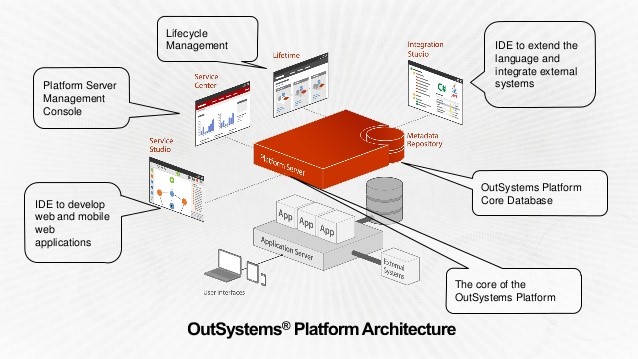 Lifecycle
Management
Lifetime
Integration
Studio
IDE to extend the
language and
integrate external
systems
Service
Center
Platform Server
Management
Console
C#
Service
Studio
Metadata
Repository
Platform Server
OutSystems Platform
Core Database
IDE to develop
web and mobile
web
applications
App
App
App
Application Server
External
Systems
User Interfaces
The core of the
OutSystems Platform
OutSystems® Platform Architecture